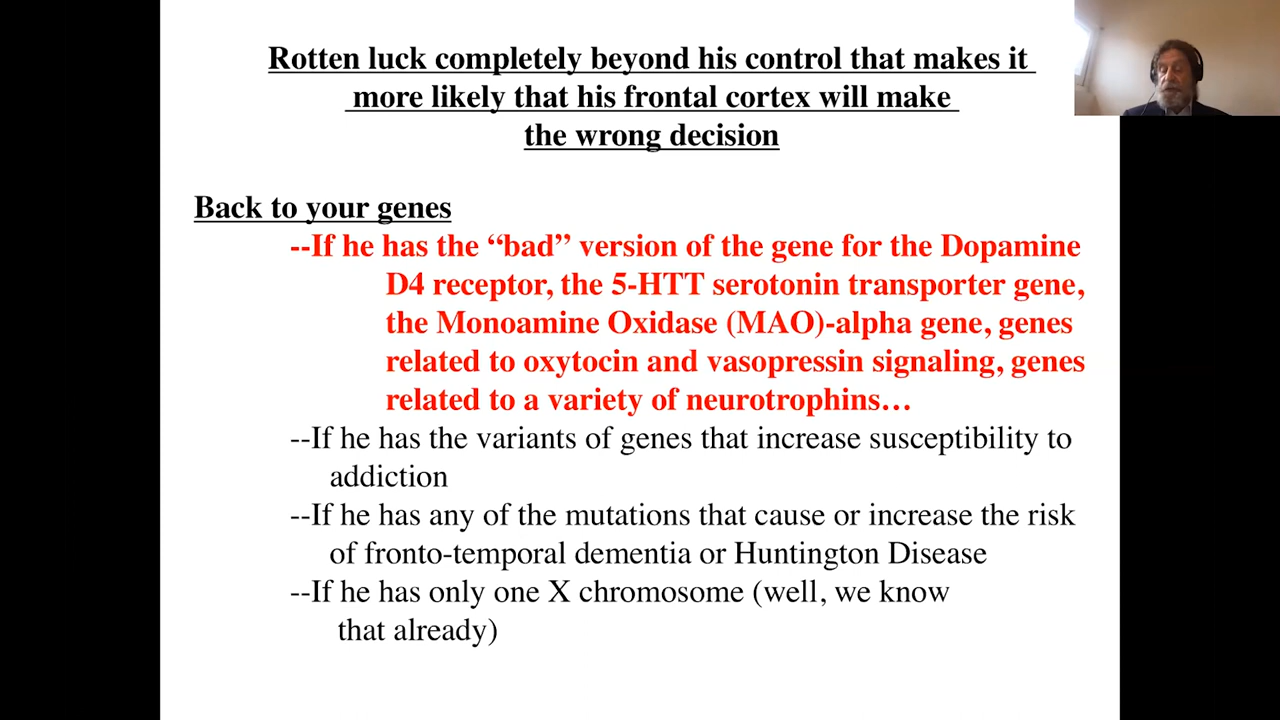 Rotten luck completely beyond his control that makes it
more likely that his frontal cortex will make
the wrong decision
Back to your genes
--If he has the “bad” version of the gene for the Dopamine
D4 receptor, the 5-HTT serotonin transporter gene,
the Monoamine Oxidase (MAO)-alpha gene, genes
related to oxytocin and vasopressin signaling, genes
related to a variety of neurotrophins…
--If he has the variants of genes that increase susceptibility to
addiction
--If he has any of the mutations that cause or increase the risk
of fronto-temporal dementia or Huntington Disease
--If he has only one X chromosome (well, we know
that already)